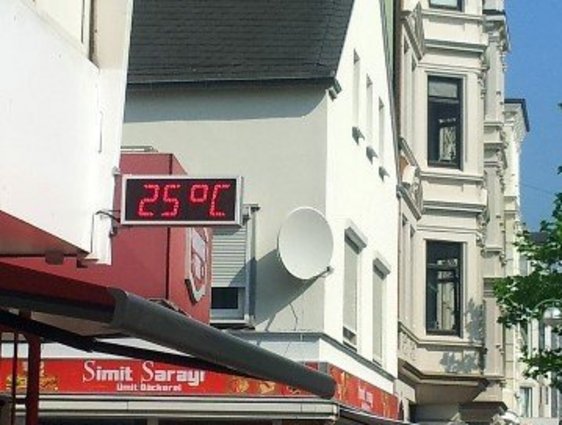 25 °C
Simit Sarayı
Umit Bäckerei